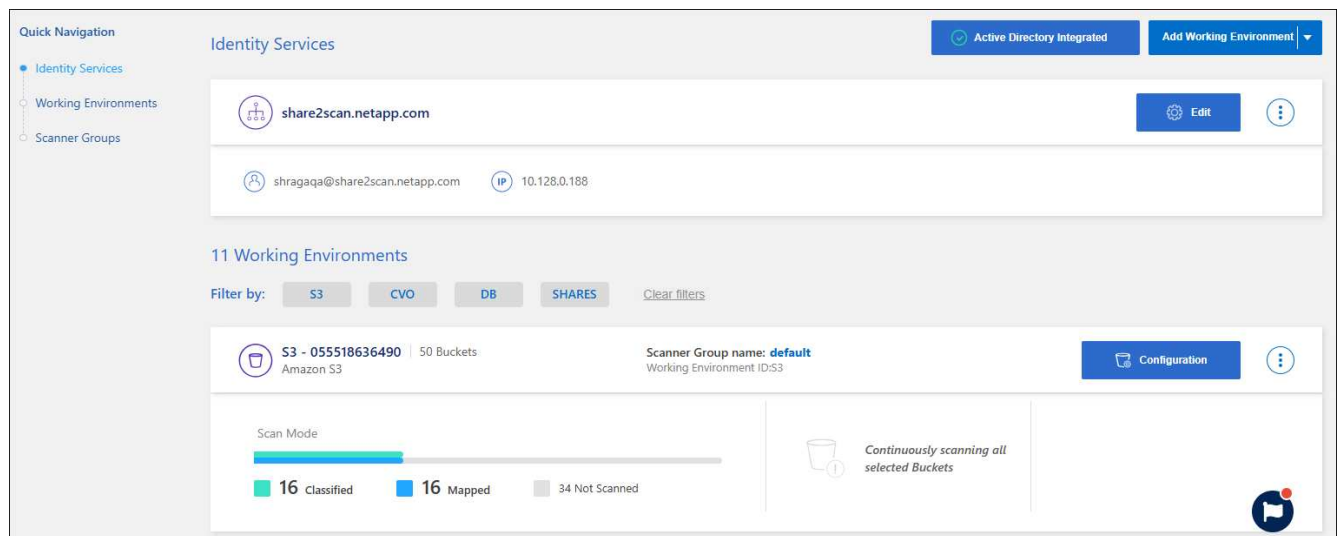 Quick Navigation
Identity Services
Working Environments
Scanner Groups
Identity Services
Active Directory Integrated
Add Working Environment
share2scan.netapp.com
Edit
shragaqa@share2scan.netapp.com
IP
10.128.0.188
11 Working Environments
Filter by: S3 CVO DB SHARES Clear filters
S3 - 055518636490 | 50 Buckets
Amazon S3
Scanner Group name: default
Working Environment ID:S3
Configuration
Scan Mode
16 Classified 16 Mapped 34 Not Scanned
Continuously scanning all
selected Buckets